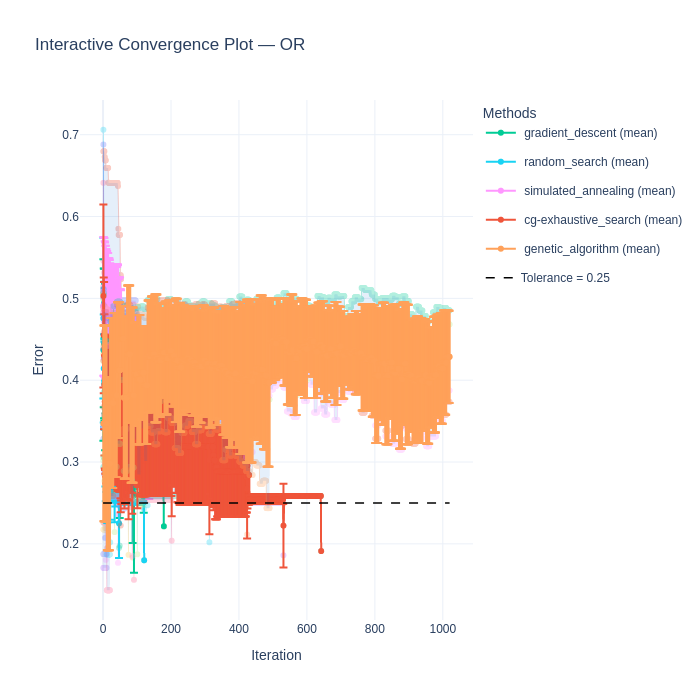 Interactive Convergence Plot — OR
Methods
gradient_descent (mean)
random_search (mean)
simulated_annealing (mean)
cg-exhaustive_search (mean)
genetic_algorithm (mean)
Tolerance = 0.25
Error
0.7
0.6
0.5
0.4
0.3
0.2
0 200 400 600 800 1000
Iteration